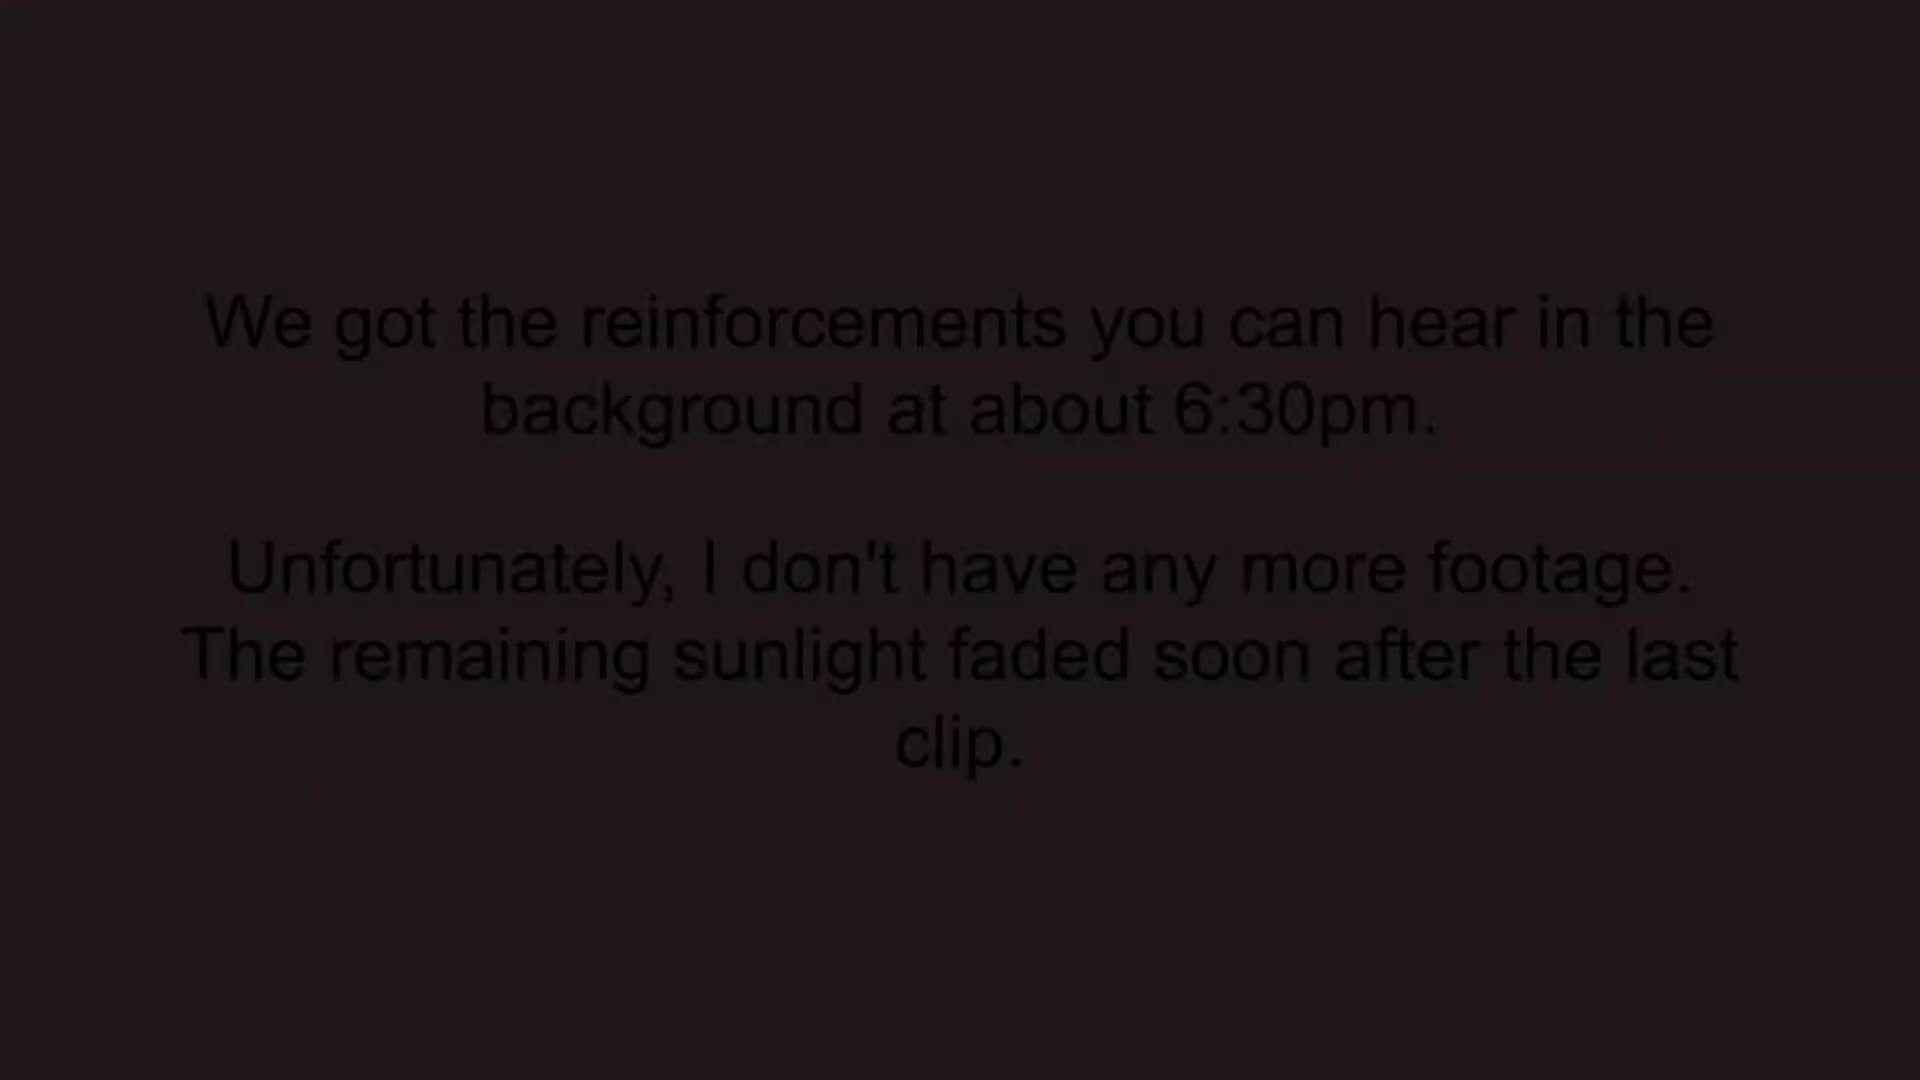 We got the reinforcements you can hear in the
background at about 6:30pm.
Unfortunately, I don't have any more footage.
The remaining sunlight faded soon after the last
clip.